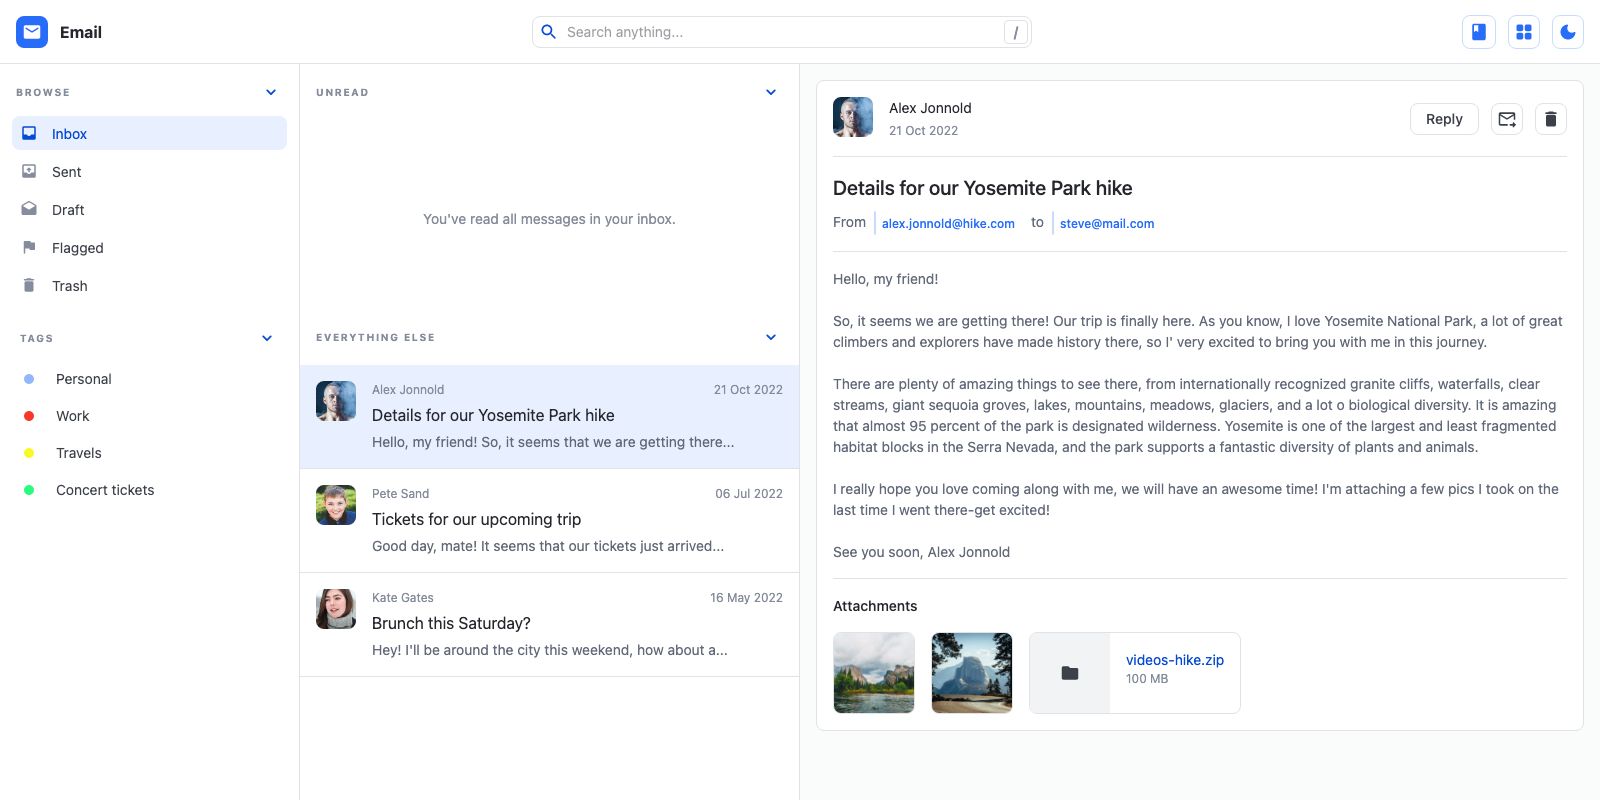 Email
Search anything…
/
BROWSE
Inbox
Sent
Draft
Flagged
Trash
TAGS
Personal
Work
Travels
Concert tickets
UNREAD
You've read all messages in your inbox.
EVERYTHING ELSE
Alex Jonnold
21 Oct 2022
Details for our Yosemite Park hike
Hello, my friend! So, it seems that we are getting there…
Pete Sand
06 Jul 2022
Tickets for our upcoming trip
Good day, mate! It seems that our tickets just arrived…
Kate Gates
16 May 2022
Brunch this Saturday?
Hey! I'll be around the city this weekend, how about a…
Alex Jonnold
21 Oct 2022
Reply
Details for our Yosemite Park hike
From alex.jonnold@hike.com to steve@mail.com
Hello, my friend!
So, it seems we are getting there! Our trip is finally here. As you know, I love Yosemite National Park, a lot of great
climbers and explorers have made history there, so I' very excited to bring you with me in this journey.
There are plenty of amazing things to see there, from internationally recognized granite cliffs, waterfalls, clear
streams, giant sequoia groves, lakes, mountains, meadows, glaciers, and a lot o biological diversity. It is amazing
that almost 95 percent of the park is designated wilderness. Yosemite is one of the largest and least fragmented
habitat blocks in the Serra Nevada, and the park supports a fantastic diversity of plants and animals.
I really hope you love coming along with me, we will have an awesome time! I'm attaching a few pics I took on the
last time I went there-get excited!
See you soon, Alex Jonnold
Attachments
videos-hike.zip
100 MB